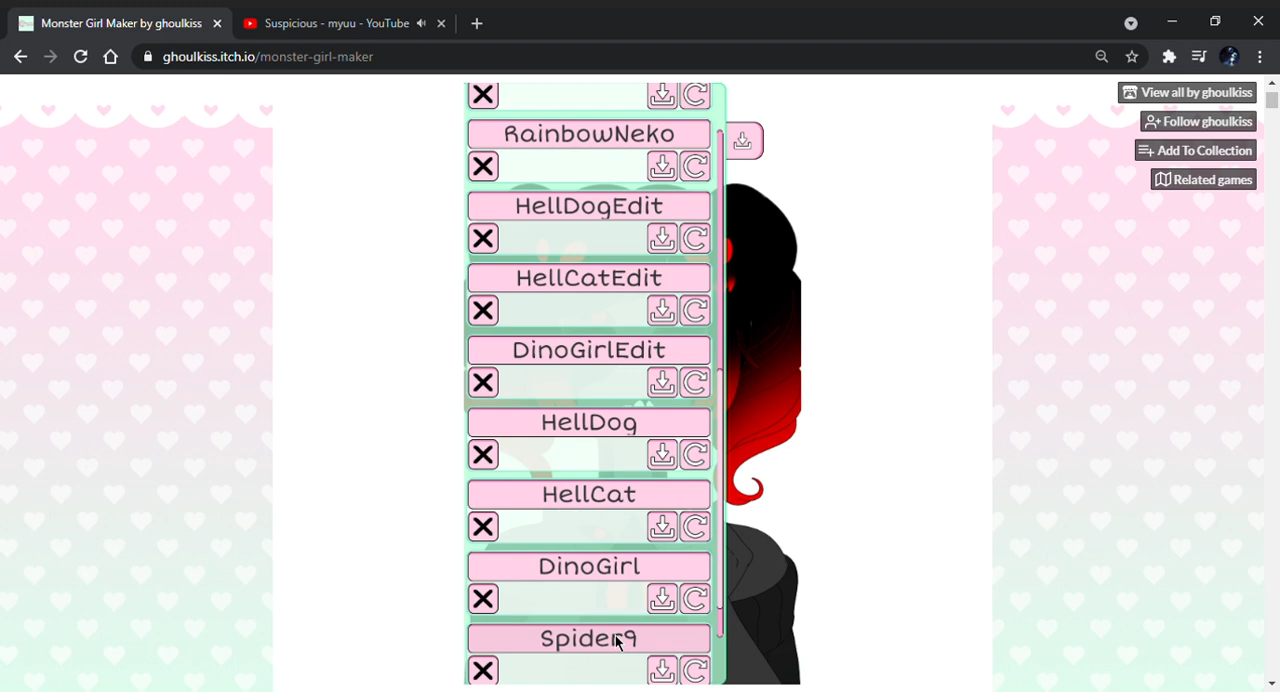 Monster Girl Maker by ghoulkiss
Suspicious - myuu - YouTube
ghoulkiss.itch.io/monster-girl-maker
View all by ghoulkiss
Follow ghoulkiss
Add To Collection
Related games
RainbowNeko
HellDogEdit
HellCatEdit
DinoGirlEdit
HellDog
HellCat
DinoGirl
Spider9